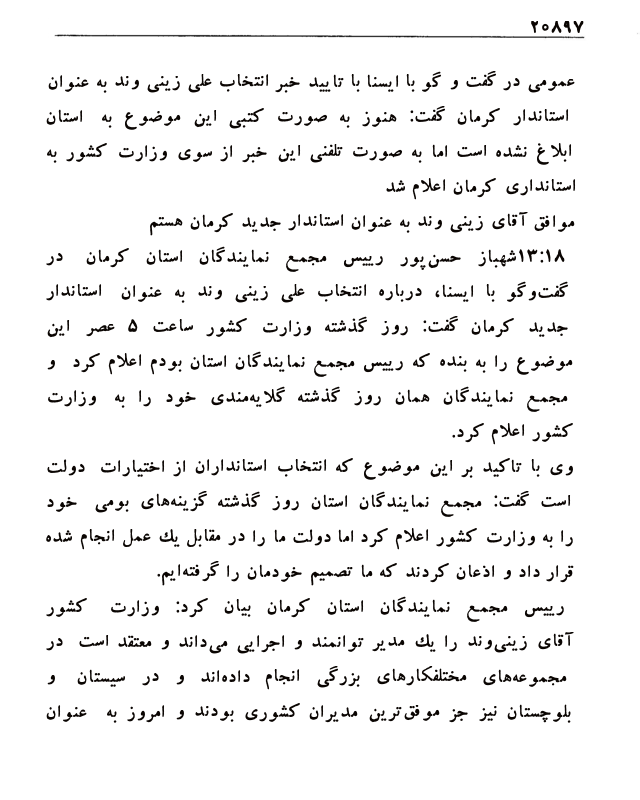 ۲۰۸۹۷
عمومی در گفت و گو با ایسنا با تایید خبر انتخاب علی زینی وند به عنوان
استاندار کرمان گفت: هنوز به صورت کتبی این موضوع به استان
ابلاغ نشده است اما به صورت تلفنی این خبر از سوی وزارت کشور به
استانداری کرمان اعلام شد
موافق آقای زینی وند به عنوان استاندار جدید کرمان هستم
۱۳:۱۸شهباز حسن‌پور رییس مجمع نمایندگان استان کرمان در
گفت‌وگو با ایسنا، درباره انتخاب علی زینی وند به عنوان استاندار
جدید کرمان گفت: روز گذشته وزارت کشور ساعت ۵ عصر این
موضوع را به بنده که رییس مجمع نمایندگان استان بودم اعلام کرد و
مجمع نمایندگان همان روز گذشته گلایه‌مندی خود را به وزارت
کشور اعلام کرد.
وی با تاکید بر این موضوع که انتخاب استانداران از اختیارات دولت
است گفت: مجمع نمایندگان استان روز گذشته گزینه‌های بومی خود
را به وزارت کشور اعلام کرد اما دولت ما را در مقابل یك عمل انجام شده
قرار داد و اذعان کردند که ما تصمیم خودمان را گرفته‌ایم.
رییس مجمع نمایندگان استان کرمان بیان کرد: وزارت کشور
آقای زینی‌وند را یك مدیر توانمند و اجرایی می‌داند و معتقد است در
مجموعه‌های مختلفکارهای بزرگی انجام داده‌اند و در سیستان و
بلوچستان نیز جز موفق‌ترین مدیران کشوری بودند و امروز به عنوان